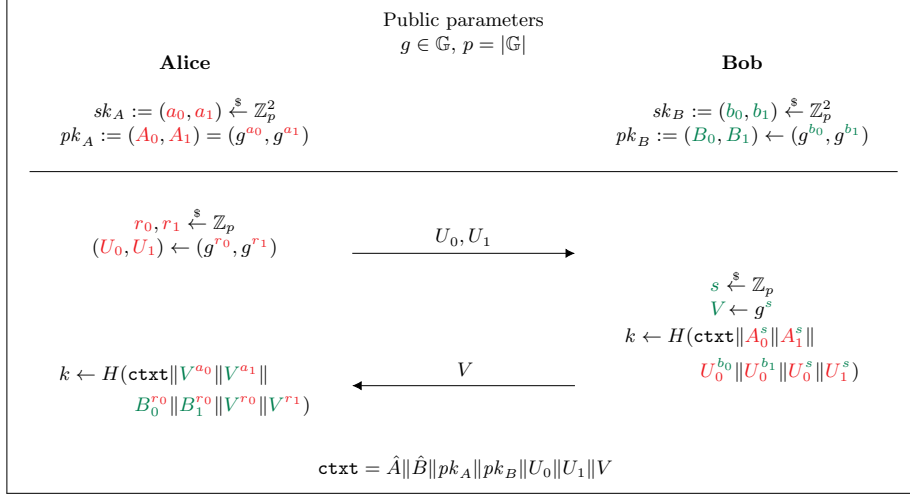 Public parameters
g ∈ 𝔾, p = |𝔾|
Alice
Bob
sk_A := (a_0, a_1) ←$ ℤ_p^2
pk_A := (A_0, A_1) = (g^{a_0}, g^{a_1})
sk_B := (b_0, b_1) ←$ ℤ_p^2
pk_B := (B_0, B_1) ← (g^{b_0}, g^{b_1})
r_0, r_1 ←$ ℤ_p
(U_0, U_1) ← (g^{r_0}, g^{r_1})
U_0, U_1
s ←$ ℤ_p
V ← g^s
k ← H(ctxt‖A_0^s‖A_1^s‖
U_0^{b_0}‖U_0^{b_1}‖U_0^s‖U_1^s)
V
k ← H(ctxt‖V^{a_0}‖V^{a_1}‖
B_0^{r_0}‖B_1^{r_0}‖V^{r_0}‖V^{r_1})
ctxt = Â‖B̂‖pk_A‖pk_B‖U_0‖U_1‖V